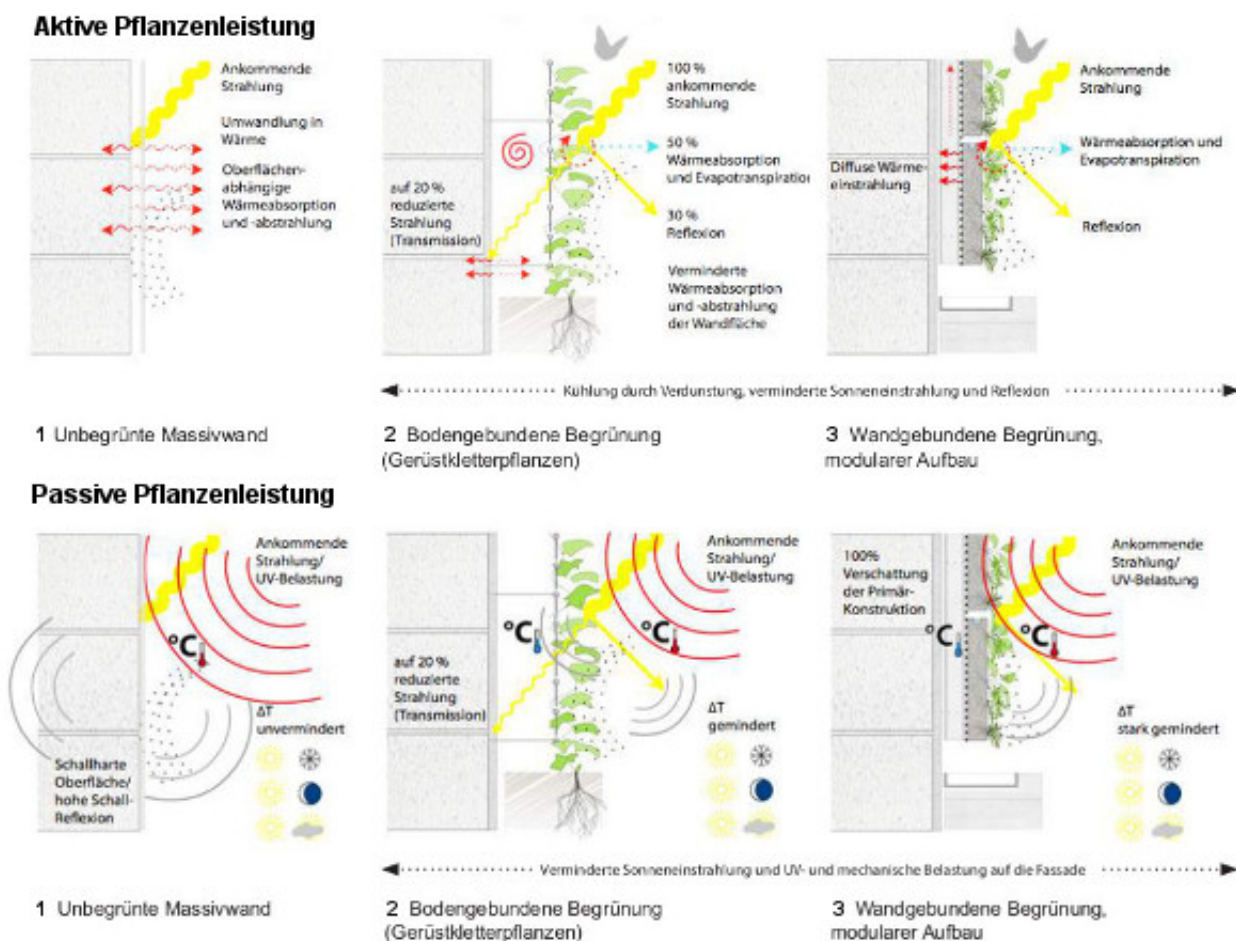 Aktive Pflanzenleistung
Ankommende
Strahlung
Umwandlung in
Wärme
Oberflächen-
abhängige
Wärmeabsorption
und -abstrahlung
auf 20 %
reduzierte
Strahlung
(Transmission)
100 %
ankommende
Strahlung
50 %
Wärmeabsorption
und Evapotranspiration
30 %
Reflexion
Verminderte
Wärmeabsorption
und -abstrahlung
der Wandfläche
Diffuse Wärme-
einstrahlung
Ankommende
Strahlung
Wärmeabsorption und
Evapotranspiration
Reflexion
Kühlung durch Verdunstung, verminderte Sonneneinstrahlung und Reflexion
1 Unbegrünte Massivwand
2 Bodengebundene Begrünung
(Gerüstkletterpflanzen)
3 Wandgebundene Begrünung,
modularer Aufbau
Passive Pflanzenleistung
Ankommende
Strahlung/
UV-Belastung
°C
ΔT
unvermindert
Schallharte
Oberfläche/
hohe Schall-
Reflexion
auf 20 %
reduzierte
Strahlung
(Transmission)
°C
°C
Ankommende
Strahlung/
UV-Belastung
ΔT
gemindert
100%
Verschattung
der Primär-
Konstruktion
°C
°C
Ankommende
Strahlung/
UV-Belastung
ΔT
stark gemindert
Verminderte Sonneneinstrahlung und UV- und mechanische Belastung auf die Fassade
1 Unbegrünte Massivwand
2 Bodengebundene Begrünung
(Gerüstkletterpflanzen)
3 Wandgebundene Begrünung,
modularer Aufbau